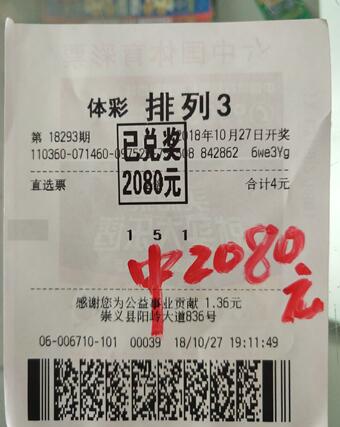 中国体育彩票
体彩 排列3
第 18293期 2018年10月27日开奖
110360-071460-0975 508 842862 6we3Yg
已兑奖
2080元
直选票 合计4元
1 5 1
中2080元
感谢您为公益事业贡献 1.36元
崇义县阳岭大道836号
06-006710-101 00039 18/10/27 19:11:49